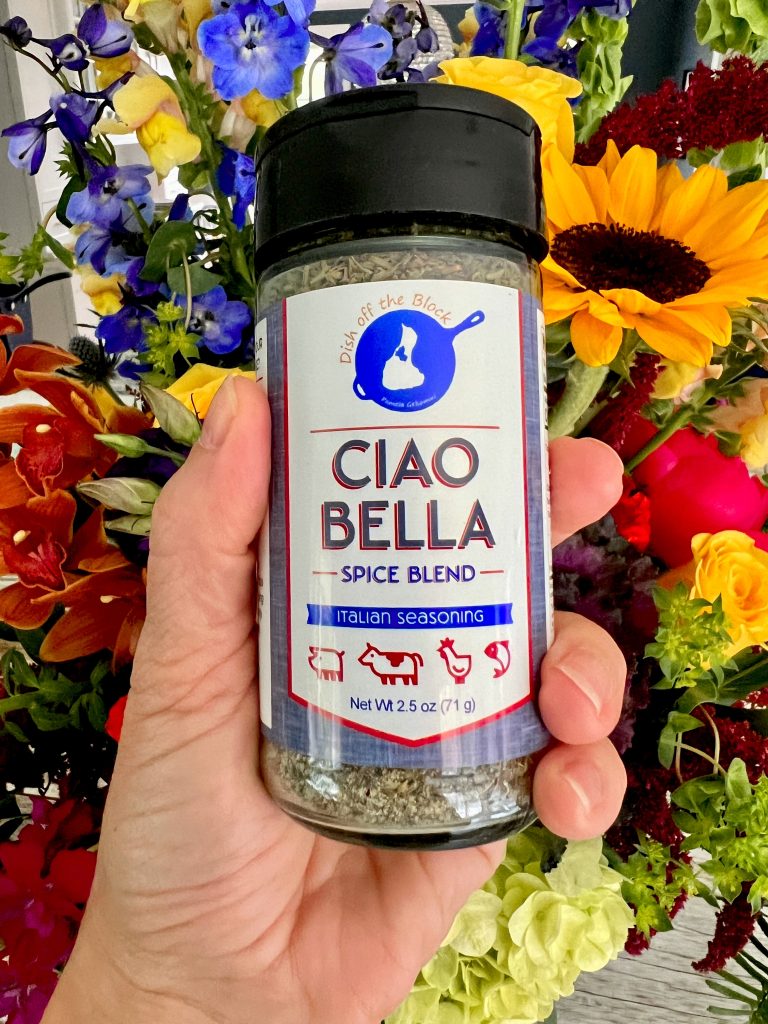 Dish off the Block
CIAO
BELLA
SPICE BLEND
ITALIAN SEASONING
Net Wt 2.5 oz (71 g)